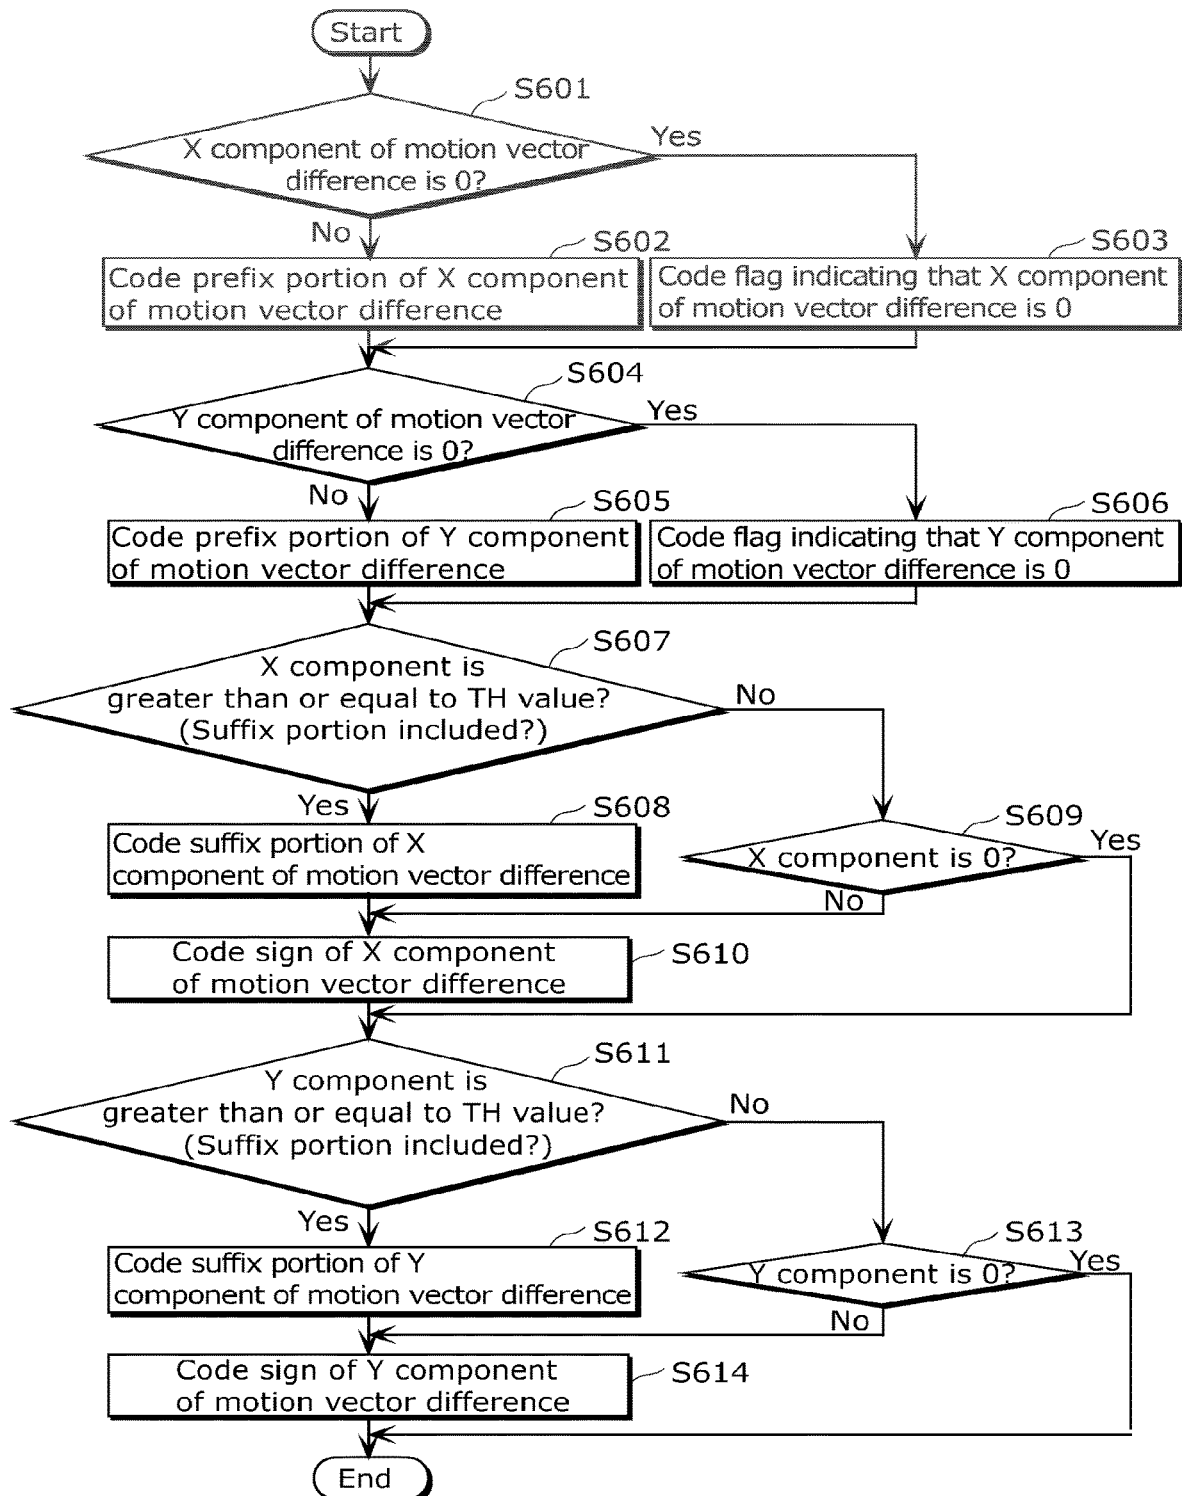 Start
S601
X component of motion vector
difference is 0?
Yes
No
S602
Code prefix portion of X component
of motion vector difference
S603
Code flag indicating that X component
of motion vector difference is 0
S604
Y component of motion vector
difference is 0?
Yes
No
S605
Code prefix portion of Y component
of motion vector difference
S606
Code flag indicating that Y component
of motion vector difference is 0
S607
X component is
greater than or equal to TH value?
(Suffix portion included?)
No
Yes
S608
Code suffix portion of X
component of motion vector difference
S609
X component is 0?
Yes
No
Code sign of X component
of motion vector difference
S610
S611
Y component is
greater than or equal to TH value?
(Suffix portion included?)
No
Yes
S612
Code suffix portion of Y
component of motion vector difference
S613
Y component is 0?
Yes
No
Code sign of Y component
of motion vector difference
S614
End